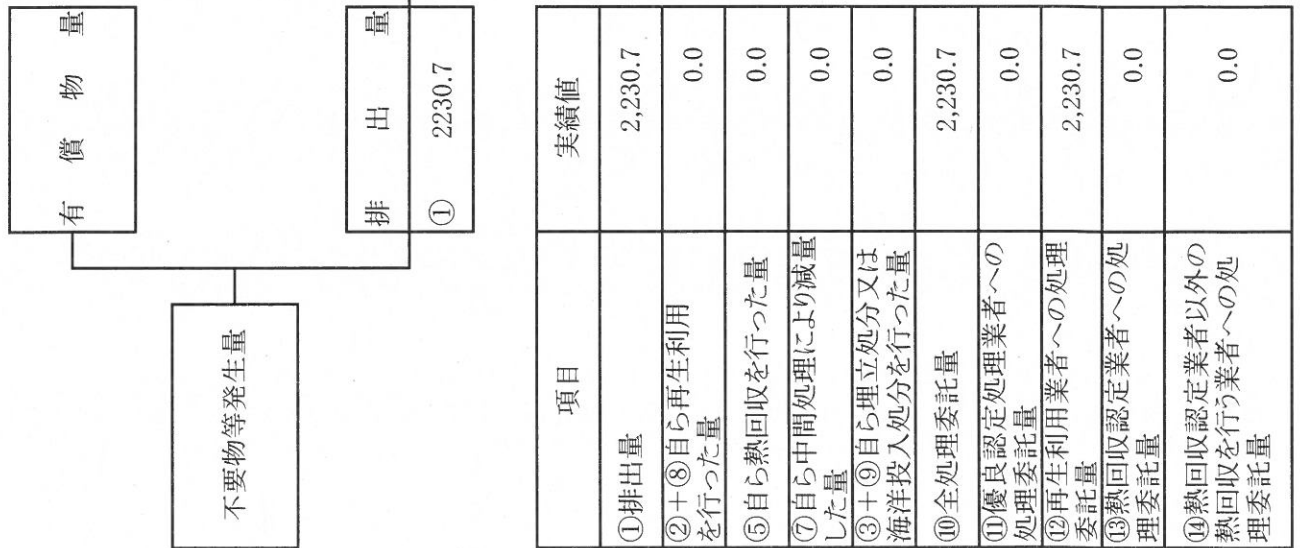 有償物量
不要物等発生量
排出量
① 2230.7
項目 実績値
①排出量 2,230.7
②＋⑧自ら再生利用
を行った量 0.0
⑤自ら熱回収を行った量 0.0
⑦自ら中間処理により減量
した量 0.0
③＋⑨自ら埋立処分又は
海洋投入処分を行った量 0.0
⑩全処理委託量 2,230.7
⑪優良認定処理業者への
処理委託量 0.0
⑫再生利用業者への処理
委託量 2,230.7
⑬熱回収認定業者への処
理委託量 0.0
⑭熱回収認定業者以外の
熱回収を行う業者への処
理委託量 0.0